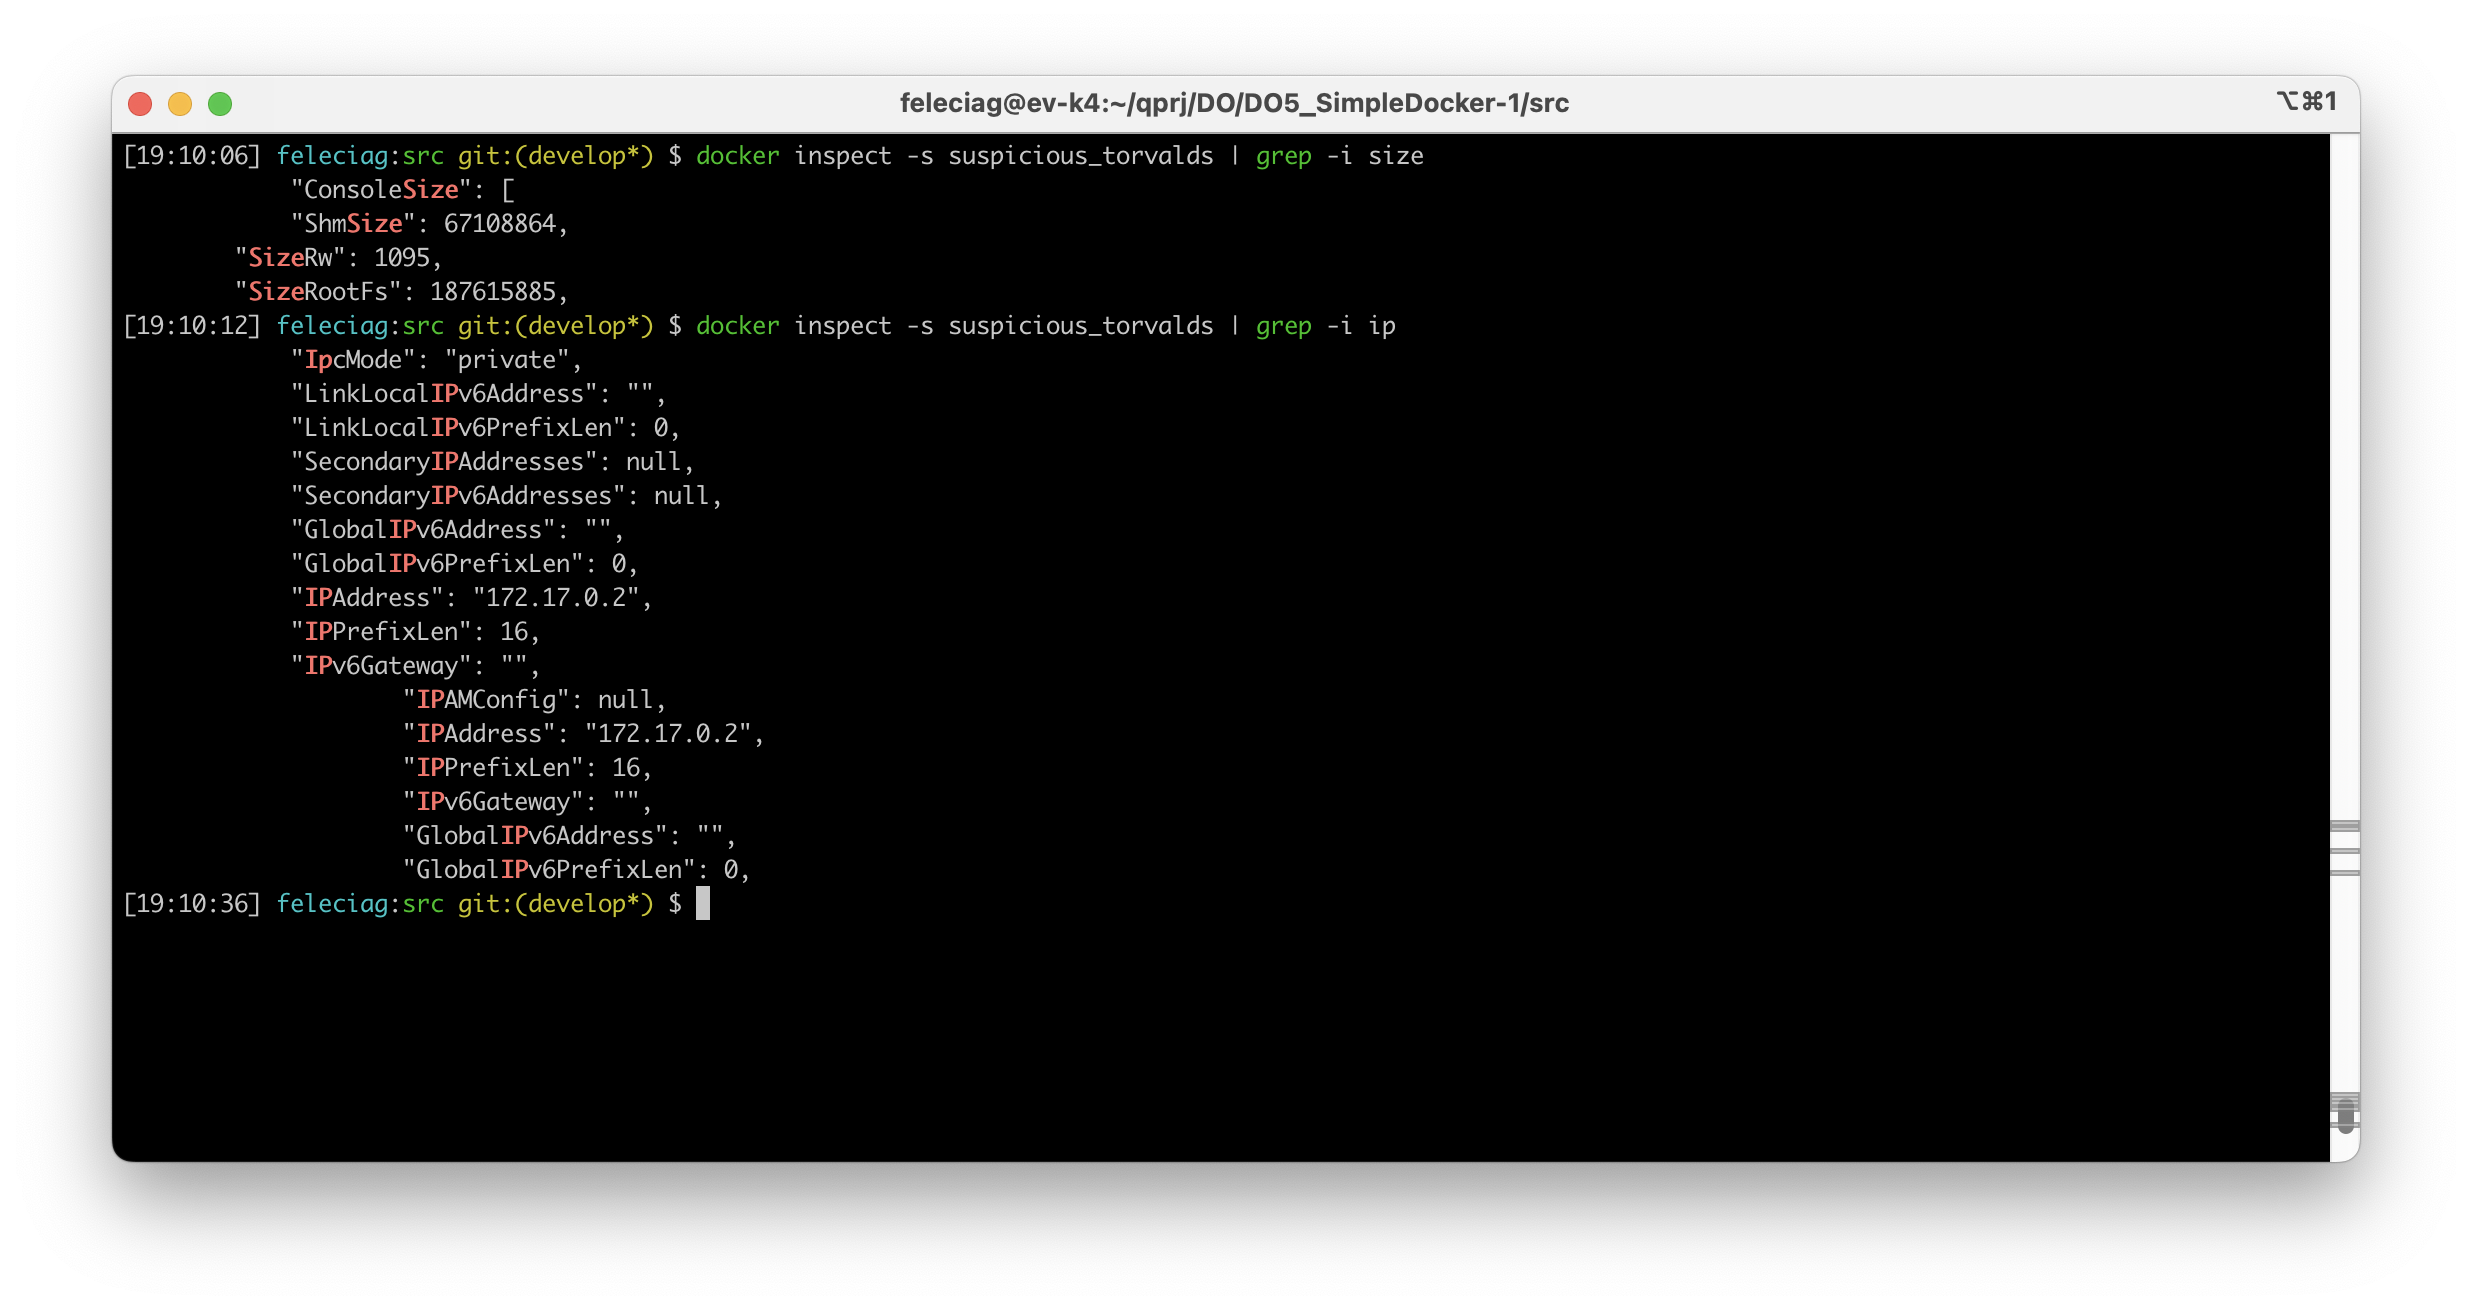 feleciag@ev-k4:~/qprj/DO/DO5_SimpleDocker-1/src ⌥⌘1
[19:10:06] feleciag:src git:(develop*) $ docker inspect -s suspicious_torvalds | grep -i size
            "ConsoleSize": [
            "ShmSize": 67108864,
        "SizeRw": 1095,
        "SizeRootFs": 187615885,
[19:10:12] feleciag:src git:(develop*) $ docker inspect -s suspicious_torvalds | grep -i ip
            "IpcMode": "private",
            "LinkLocalIPv6Address": "",
            "LinkLocalIPv6PrefixLen": 0,
            "SecondaryIPAddresses": null,
            "SecondaryIPv6Addresses": null,
            "GlobalIPv6Address": "",
            "GlobalIPv6PrefixLen": 0,
            "IPAddress": "172.17.0.2",
            "IPPrefixLen": 16,
            "IPv6Gateway": "",
                    "IPAMConfig": null,
                    "IPAddress": "172.17.0.2",
                    "IPPrefixLen": 16,
                    "IPv6Gateway": "",
                    "GlobalIPv6Address": "",
                    "GlobalIPv6PrefixLen": 0,
[19:10:36] feleciag:src git:(develop*) $